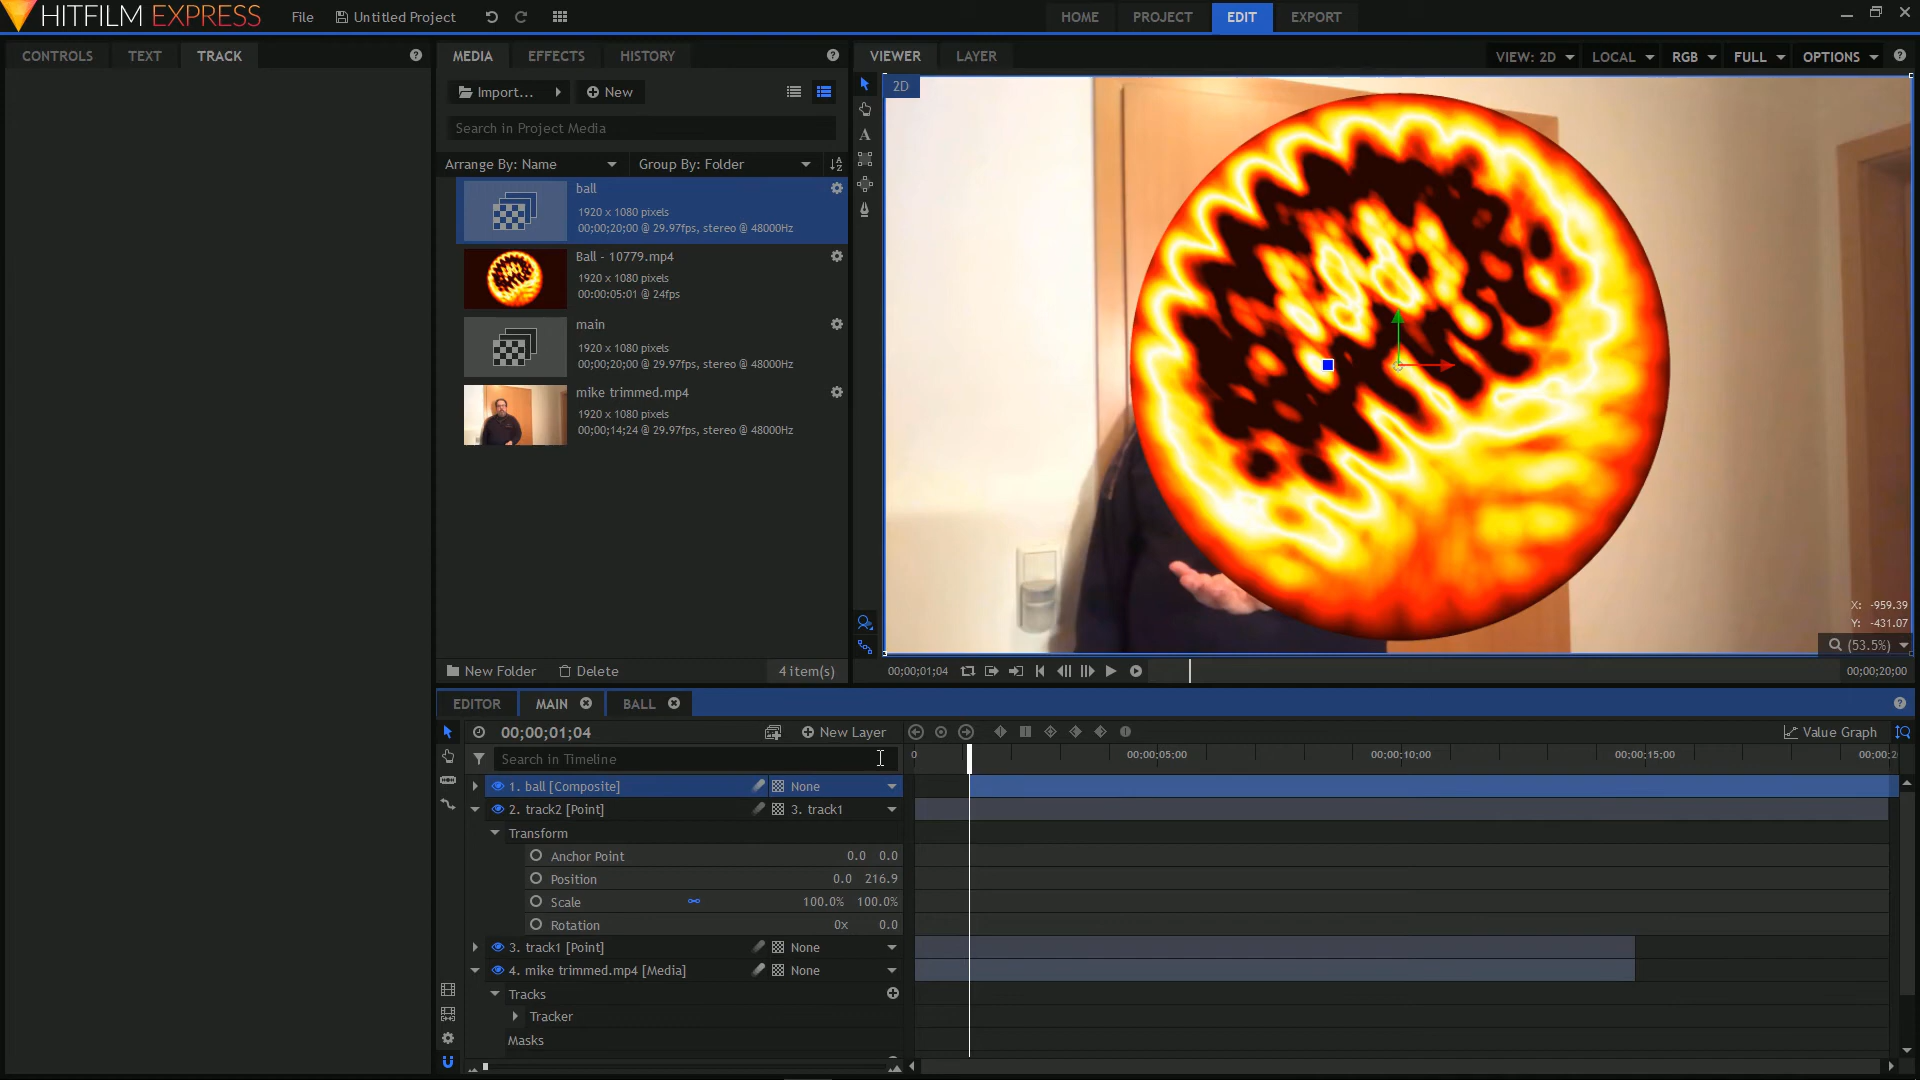 HITFILM EXPRESS
File
Untitled Project
HOME
PROJECT
EDIT
EXPORT
CONTROLS
TEXT
TRACK
MEDIA
EFFECTS
HISTORY
VIEWER
LAYER
VIEW: 2D
LOCAL
RGB
FULL
OPTIONS
Import...
New
Search in Project Media
Arrange By: Name
Group By: Folder
ball
1920 x 1080 pixels
00;00;20;00 @ 29.97fps, stereo @ 48000Hz
Ball - 10779.mp4
1920 x 1080 pixels
00:00:05:01 @ 24fps
main
1920 x 1080 pixels
00;00;20;00 @ 29.97fps, stereo @ 48000Hz
mike trimmed.mp4
1920 x 1080 pixels
00;00;14;24 @ 29.97fps, stereo @ 48000Hz
New Folder
Delete
4 item(s)
2D
A
X: -959.39
Y: -431.07
(53.5%)
00;00;01;04
00;00;20;00
EDITOR
MAIN
BALL
00;00;01;04
New Layer
Value Graph
Search in Timeline
0
00;00;05;00
00;00;10;00
00;00;15;00
00;00;2
1. ball [Composite]
None
2. track2 [Point]
3. track1
Transform
Anchor Point
0.0 0.0
Position
0.0 216.9
Scale
100.0% 100.0%
Rotation
0x 0.0
3. track1 [Point]
None
4. mike trimmed.mp4 [Media]
None
Tracks
Tracker
Masks